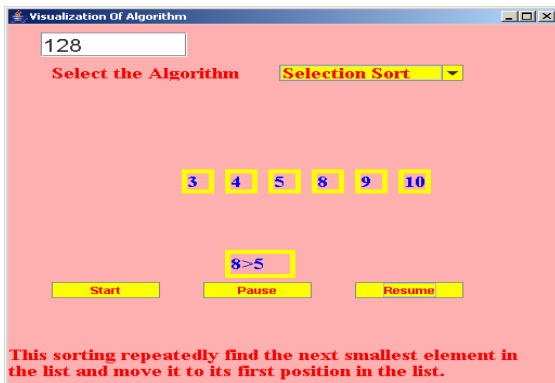 Visualization Of Algorithm
128
Select the Algorithm Selection Sort
3 4 5 8 9 10
8>5
Start Pause Resume
This sorting repeatedly find the next smallest element in
the list and move it to its first position in the list.